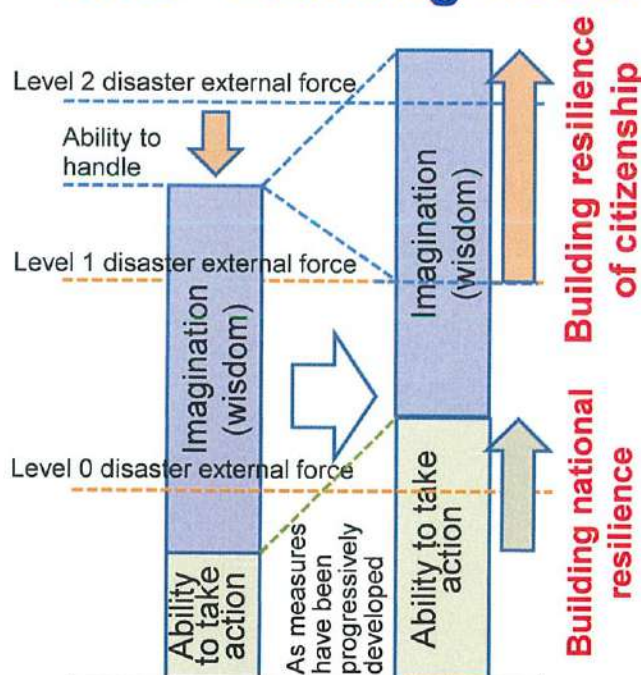 Level 2 disaster external force
Ability to
handle
Level 1 disaster external force
Imagination
(wisdom)
Level 0 disaster external force
Ability
to take
action
As measures
have been
progressively
developed
Imagination
(wisdom)
Ability to take
action
Building resilience
of citizenship
Building national
resilience